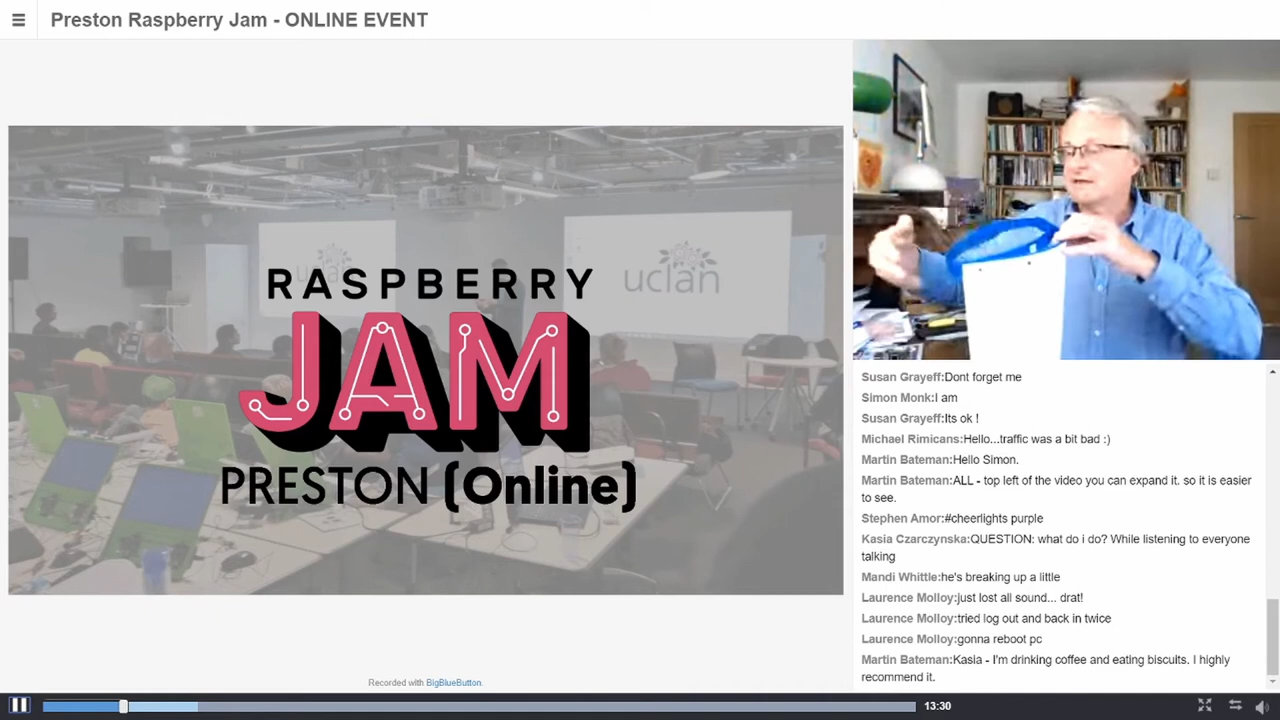 Preston Raspberry Jam - ONLINE EVENT
uclan
RASPBERRY
JAM
PRESTON (Online)
Susan Grayeff:Dont forget me
Simon Monk:I am
Susan Grayeff:Its ok !
Michael Rimicans:Hello...traffic was a bit bad :)
Martin Bateman:Hello Simon.
Martin Bateman:ALL - top left of the video you can expand it. so it is easier
to see.
Stephen Amor:#cheerlights purple
Kasia Czarczynska:QUESTION: what do i do? While listening to everyone
talking
Mandi Whittle:he's breaking up a little
Laurence Molloy:just lost all sound... drat!
Laurence Molloy:tried log out and back in twice
Laurence Molloy:gonna reboot pc
Martin Bateman:Kasia - I'm drinking coffee and eating biscuits. I highly
recommend it.
Recorded with BigBlueButton.
13:30